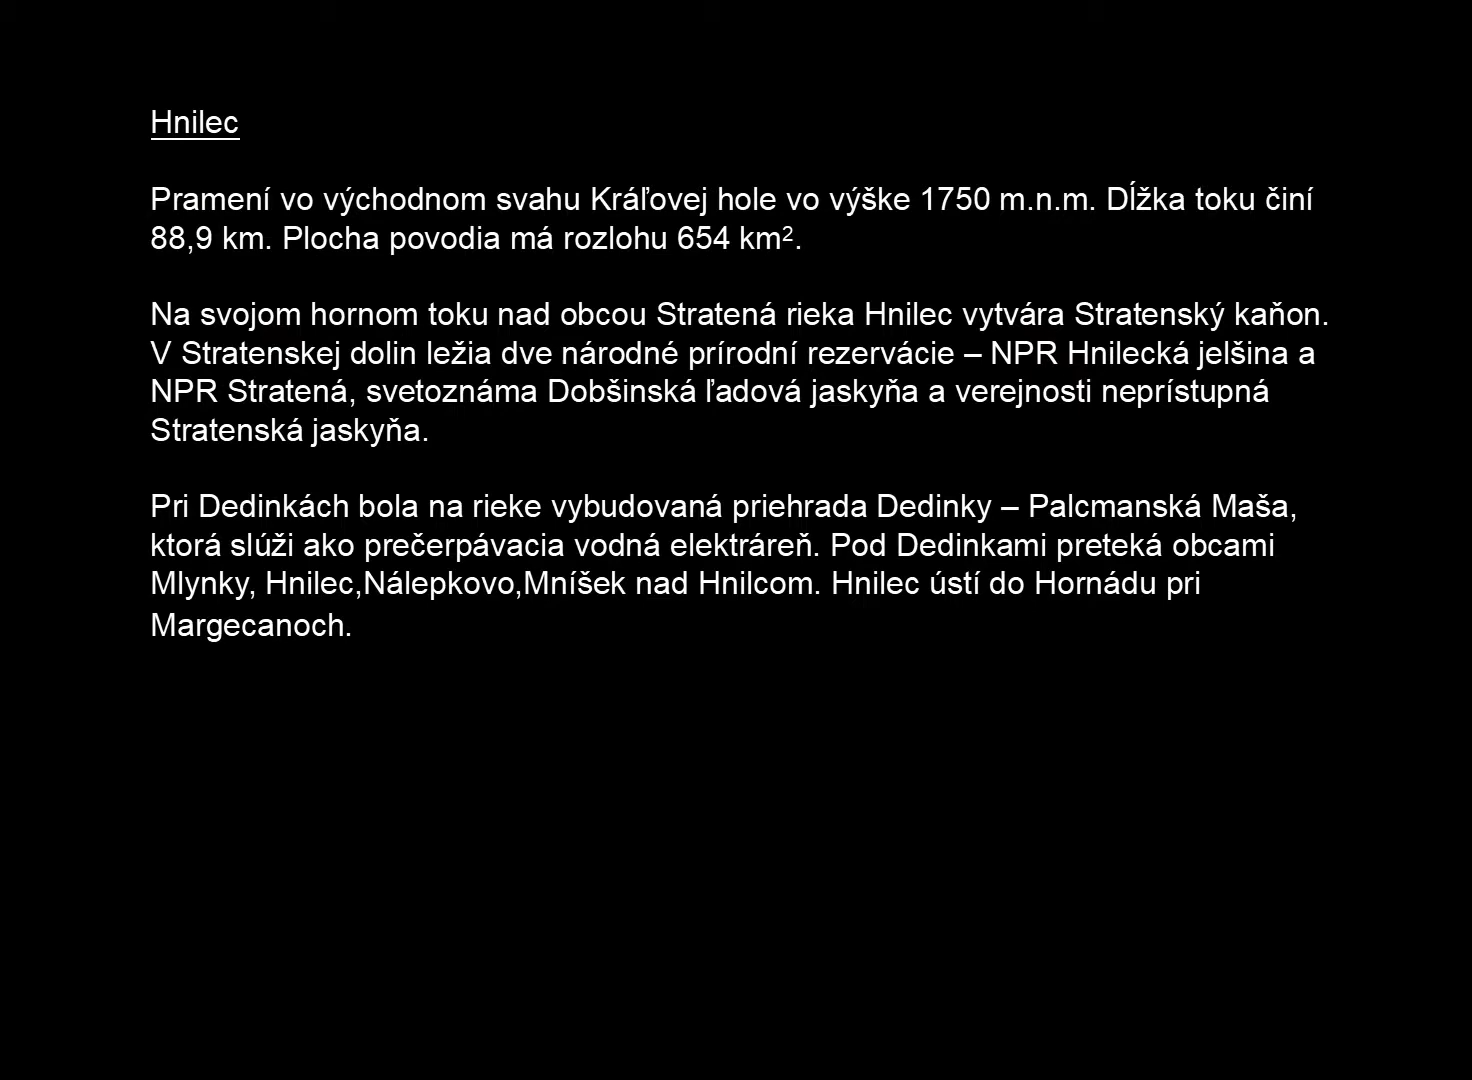 Hnilec
Pramení vo východnom svahu Kráľovej hole vo výške 1750 m.n.m. Dĺžka toku činí
88,9 km. Plocha povodia má rozlohu 654 km².
Na svojom hornom toku nad obcou Stratená rieka Hnilec vytvára Stratenský kaňon.
V Stratenskej dolin ležia dve národné prírodní rezervácie – NPR Hnilecká jelšina a
NPR Stratená, svetoznáma Dobšinská ľadová jaskyňa a verejnosti neprístupná
Stratenská jaskyňa.
Pri Dedinkách bola na rieke vybudovaná priehrada Dedinky – Palcmanská Maša,
ktorá slúži ako prečerpávacia vodná elektráreň. Pod Dedinkami preteká obcami
Mlynky, Hnilec,Nálepkovo,Mníšek nad Hnilcom. Hnilec ústí do Hornádu pri
Margecanoch.